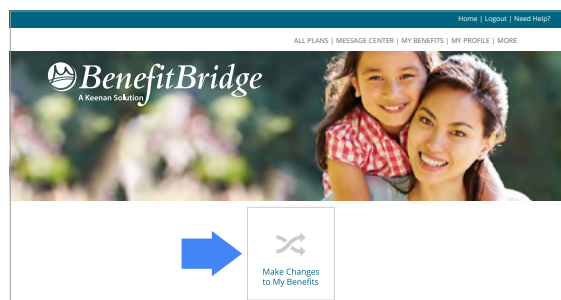 Home | Logout | Need Help?
ALL PLANS | MESSAGE CENTER | MY BENEFITS | MY PROFILE | MORE
BenefitBridge
A Keenan Solution
Make Changes
to My Benefits